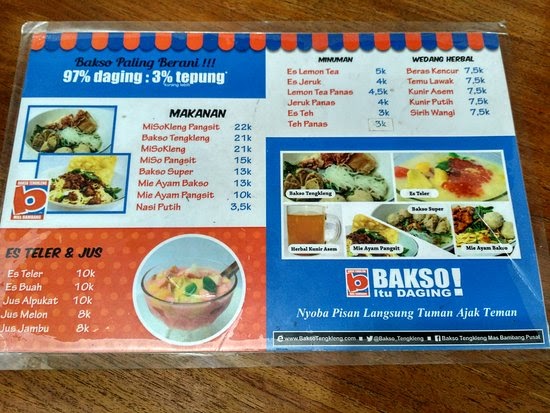 Bakso Paling Berani !!!
97% daging : 3% tepung*
*kurang lebih
MAKANAN
MiSoKleng Pangsit 22k
Bakso Tengkleng 21k
MiSoKleng 21k
MiSo Pangsit 15k
Bakso Super 13k
Mie Ayam Bakso 13k
Mie Ayam Pangsit 10k
Nasi Putih 3,5k
BAKSO TENGKLENG
MAS BAMBANG
ES TELER & JUS
Es Teler 10k
Es Buah 10k
Jus Alpukat 10k
Jus Melon 8k
Jus Jambu 8k
MINUMAN
Es Lemon Tea 5k
Es Jeruk 4k
Lemon Tea Panas 4,5k
Jeruk Panas 4k
Es Teh 3k
Teh Panas 3k
WEDANG HERBAL
Beras Kencur 7,5k
Temu Lawak 7,5k
Kunir Asem 7,5k
Kunir Putih 7,5k
Sirih Wangi 7,5k
Bakso Tengkleng
Es Teler
Herbal Kunir Asem
Mie Ayam Pangsit
Bakso Super
Mie Ayam Bakso
BAKSO!
itu DAGING
Nyoba Pisan Langsung Tuman Ajak Teman
www.BaksoTengkleng.com
@Bakso_Tengkleng
Bakso Tengkleng Mas Bambang Pusat